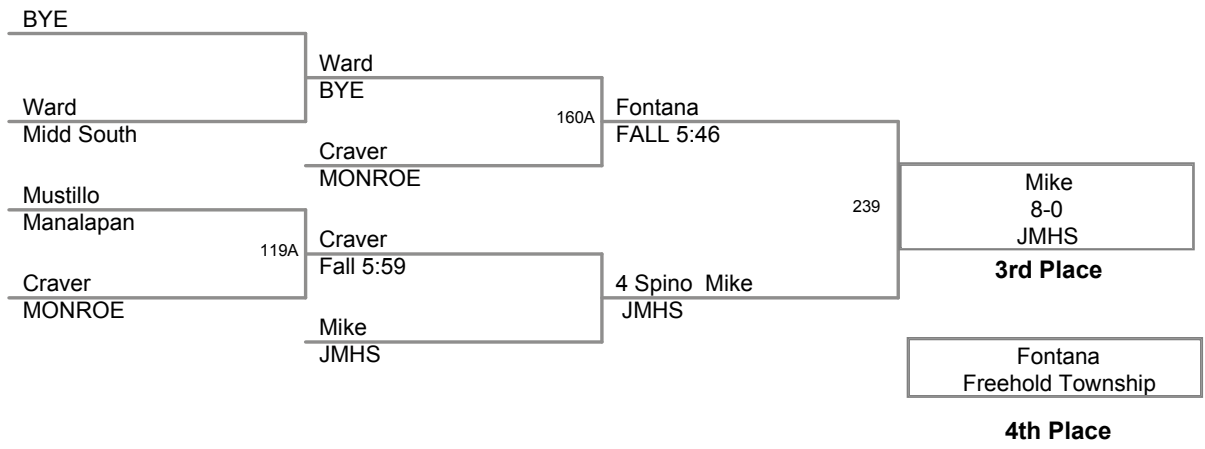 BYE
Ward
BYE
Ward
Midd South
160A
Fontana
FALL 5:46
Craver
MONROE
Mustillo
Manalapan
239
Mike
8-0
JMHS
3rd Place
119A
Craver
Fall 5:59
Craver
MONROE
4 Spino  Mike
JMHS
Mike
JMHS
Fontana
Freehold Township
4th Place